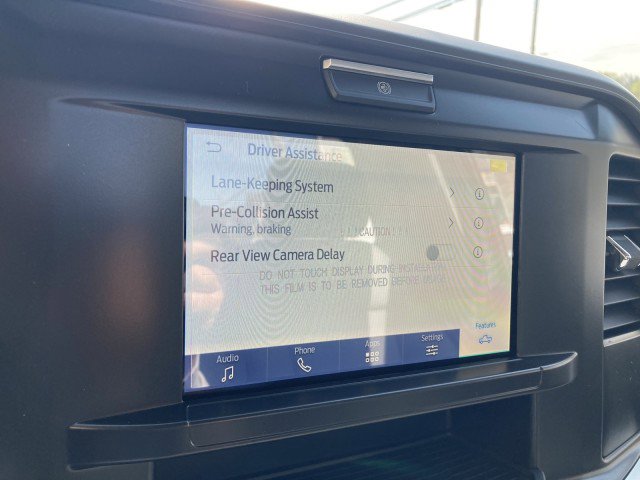 Driver Assistance
Lane-Keeping System
Pre-Collision Assist
Warning, braking
! ! CAUTION ! !
Rear View Camera Delay
DO NOT TOUCH DISPLAY DURING
THIS FILM IS TO BE REMOVED BEFORE USAGE
Audio
Phone
Apps
Settings
Features